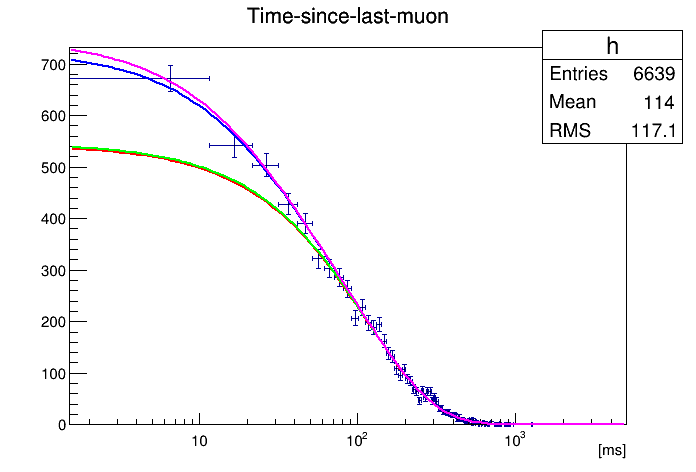 Time-since-last-muon
h
Entries 6639
Mean 114
RMS 117.1
700
600
500
400
300
200
100
0
10 10² 10³
[ms]